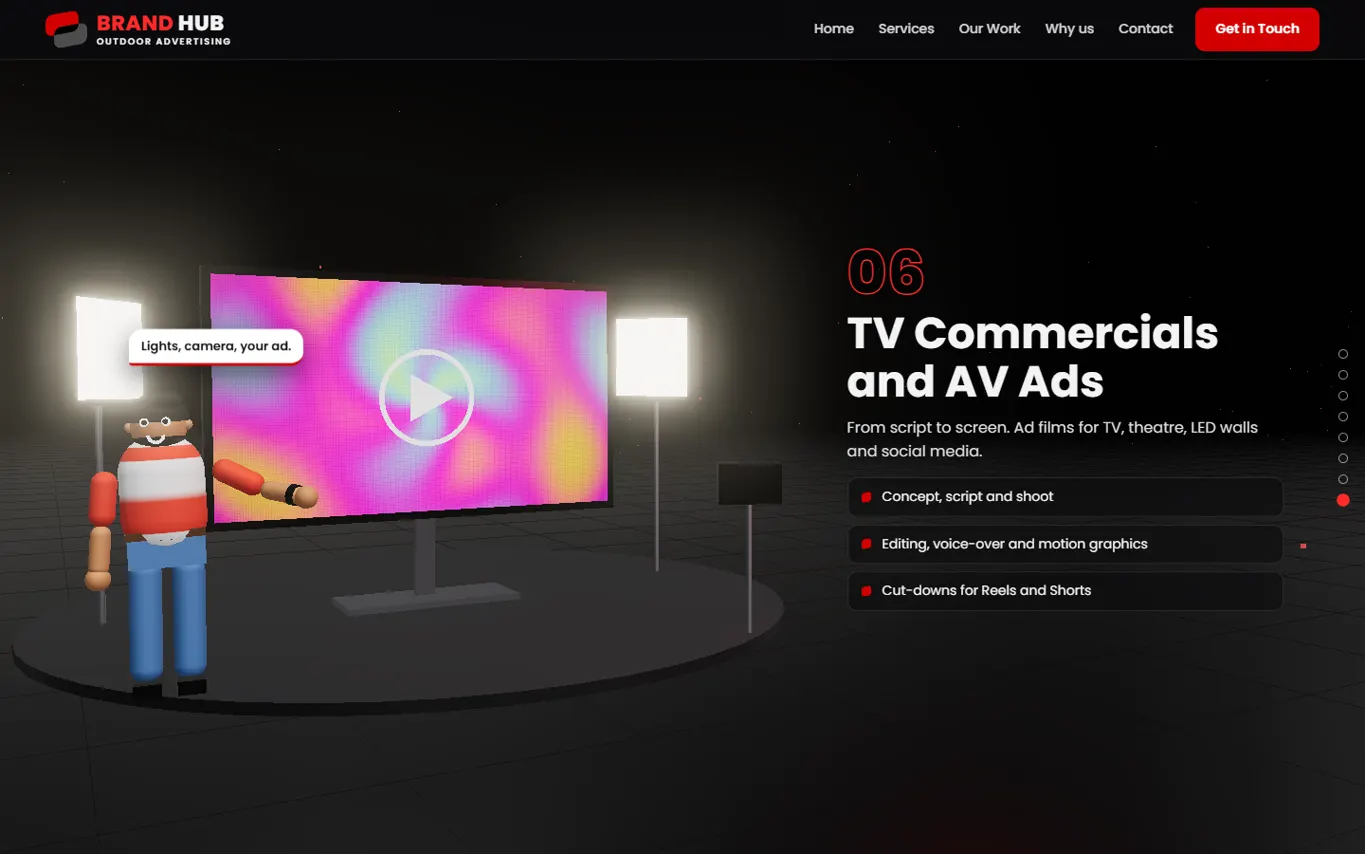 BRAND HUB
OUTDOOR ADVERTISING
Home
Services
Our Work
Why us
Contact
Get in Touch
Lights, camera, your ad.
06
TV Commercials
and AV Ads
From script to screen. Ad films for TV, theatre, LED walls
and social media.
Concept, script and shoot
Editing, voice-over and motion graphics
Cut-downs for Reels and Shorts